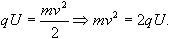 qU = mv²/2 ⇒ mv² = 2qU.